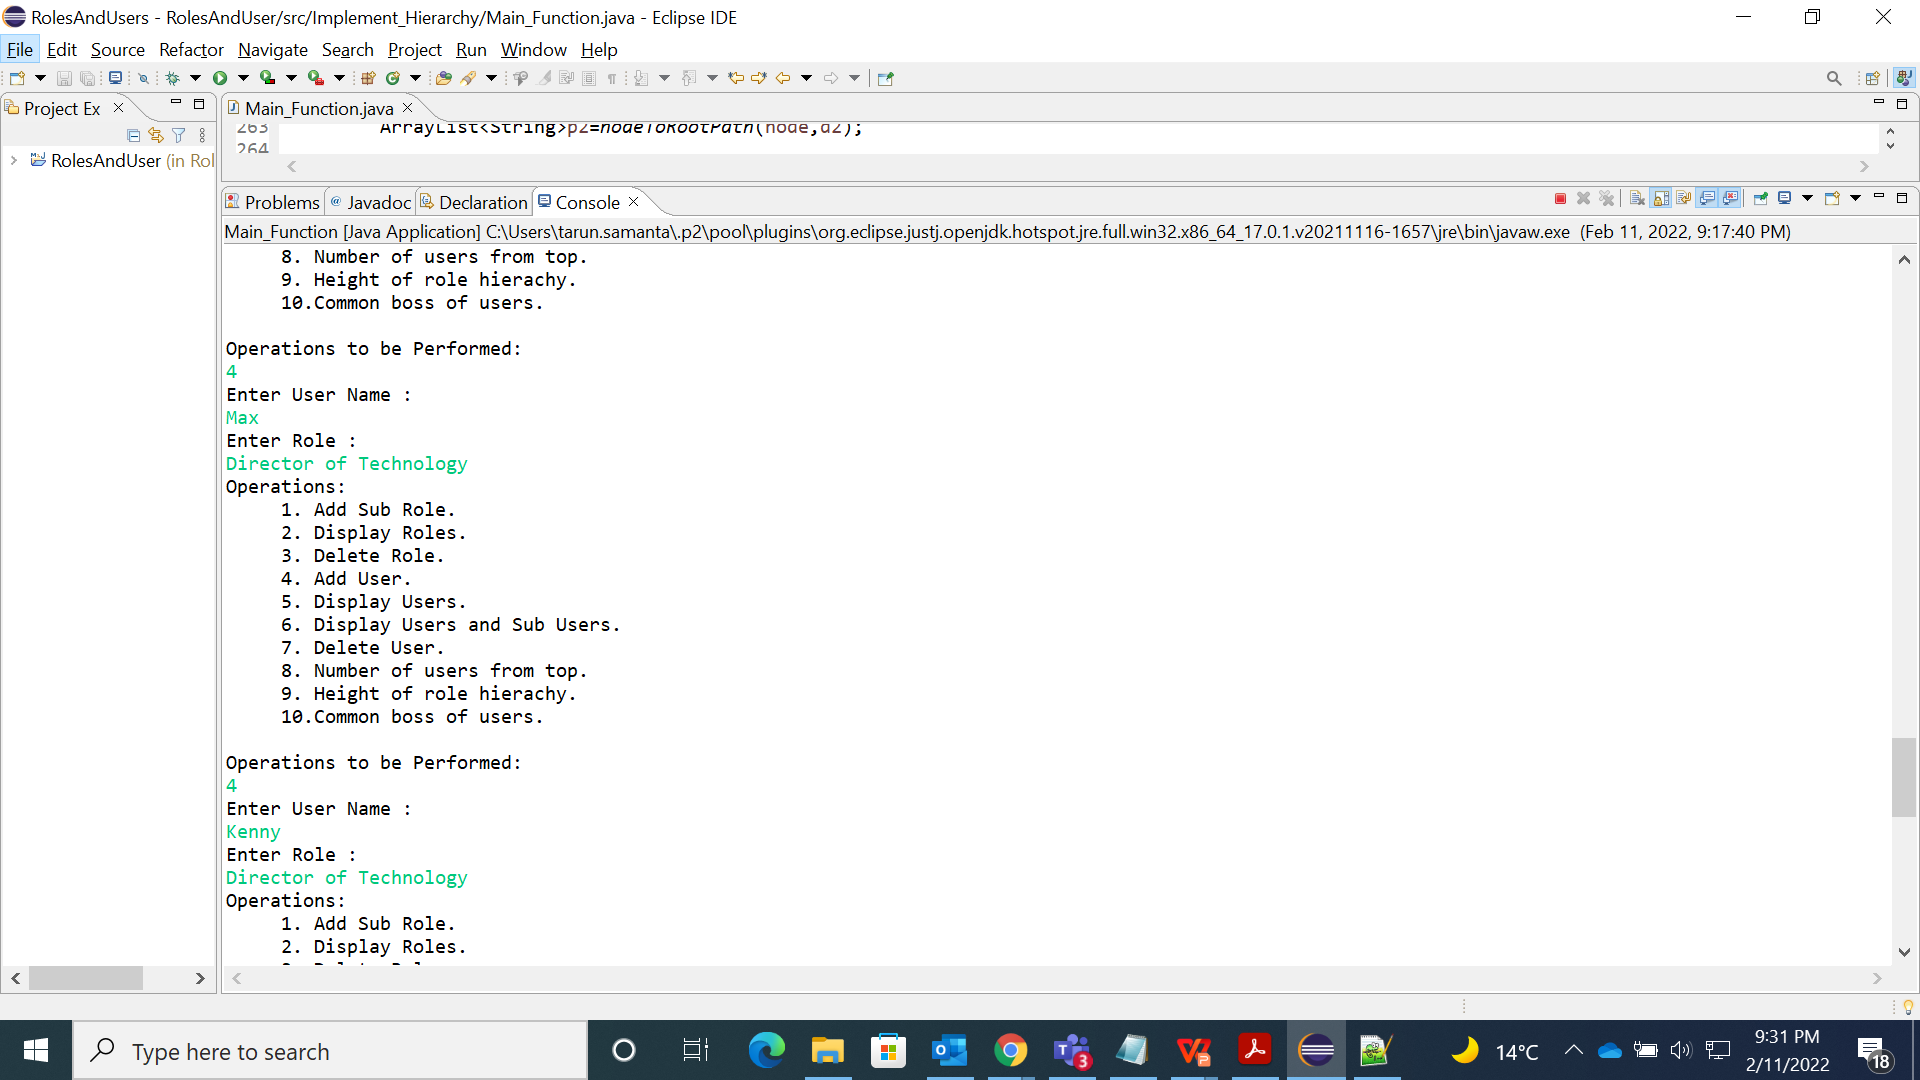 RolesAndUsers - RolesAndUser/src/Implement_Hierarchy/Main_Function.java - Eclipse IDE
File Edit Source Refactor Navigate Search Project Run Window Help
Project Ex
Main_Function.java
263 ArrayList<String>p2=nodeToRootPath(node,d2);
264
RolesAndUser (in Rol
Problems @ Javadoc Declaration Console
Main_Function [Java Application] C:\Users\tarun.samanta\.p2\pool\plugins\org.eclipse.justj.openjdk.hotspot.jre.full.win32.x86_64_17.0.1.v20211116-1657\jre\bin\javaw.exe (Feb 11, 2022, 9:17:40 PM)
8. Number of users from top.
9. Height of role hierachy.
10.Common boss of users.
Operations to be Performed:
4
Enter User Name :
Max
Enter Role :
Director of Technology
Operations:
1. Add Sub Role.
2. Display Roles.
3. Delete Role.
4. Add User.
5. Display Users.
6. Display Users and Sub Users.
7. Delete User.
8. Number of users from top.
9. Height of role hierachy.
10.Common boss of users.
Operations to be Performed:
4
Enter User Name :
Kenny
Enter Role :
Director of Technology
Operations:
1. Add Sub Role.
2. Display Roles.
Type here to search
3
14°C
9:31 PM
2/11/2022
18